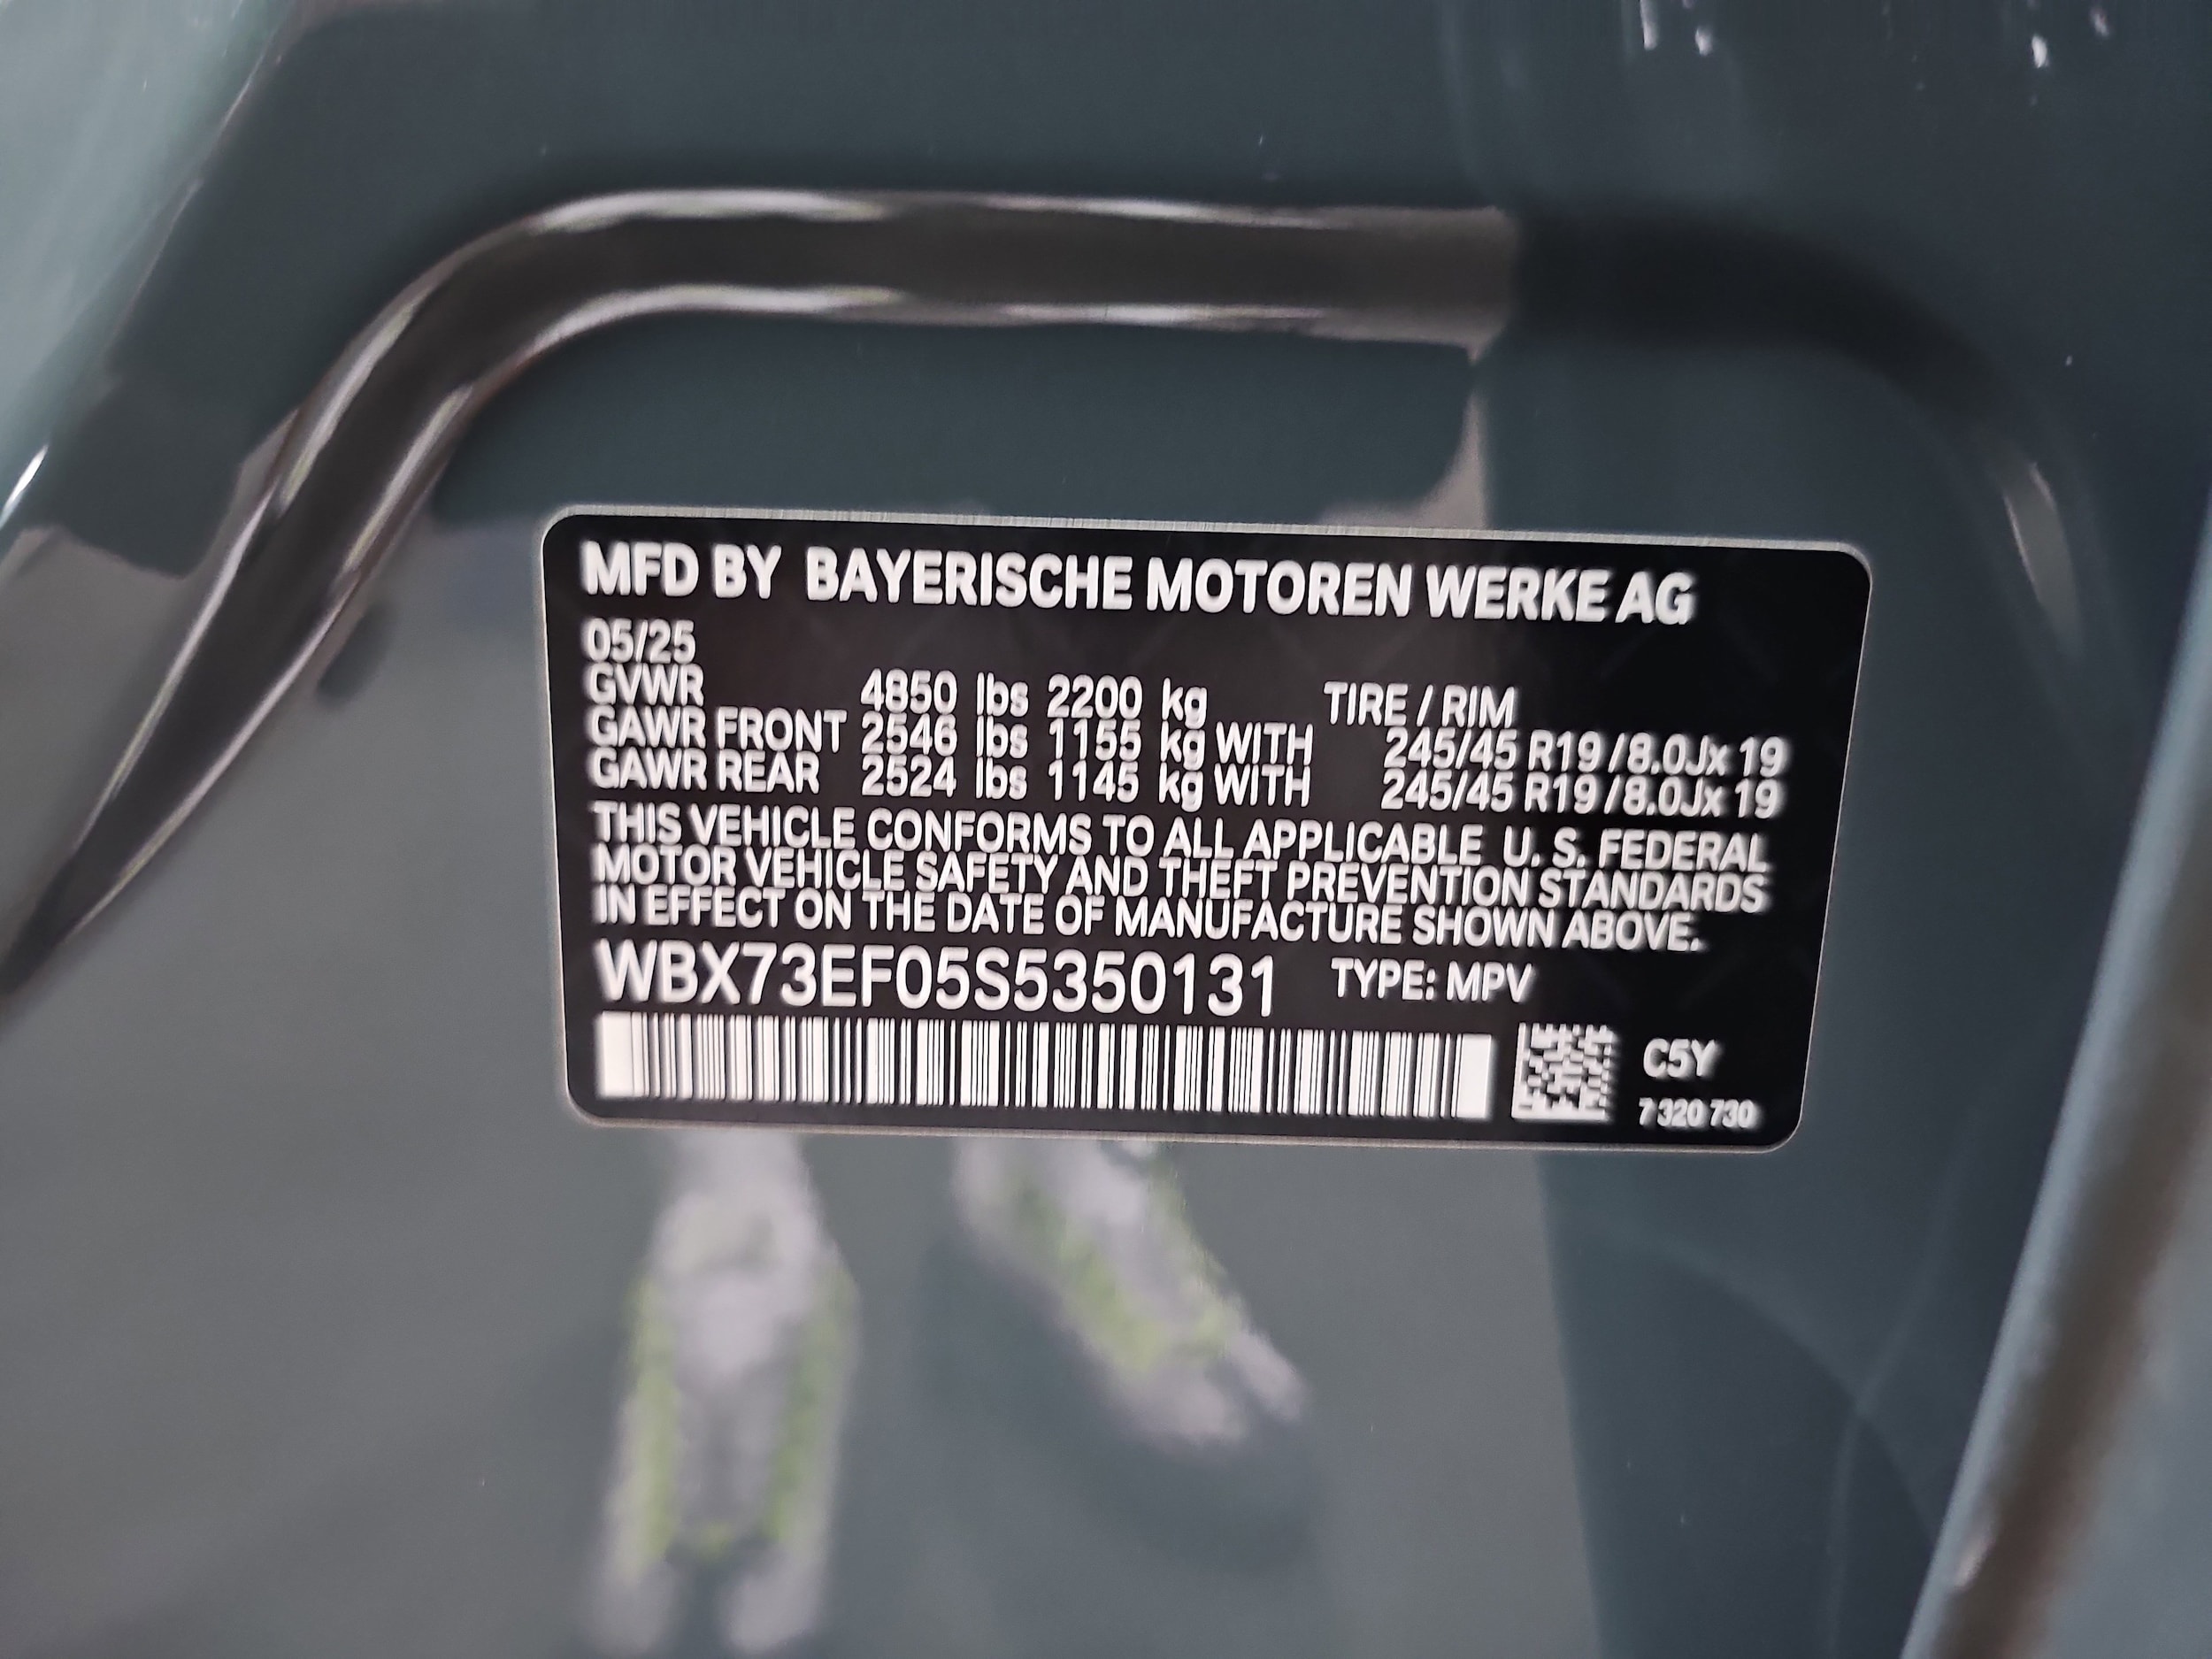 MFD BY BAYERISCHE MOTOREN WERKE AG
05/25
GVWR 4850 lbs 2200 kg TIRE / RIM
GAWR FRONT 2546 lbs 1155 kg WITH 245/45 R19 / 8.0Jx 19
GAWR REAR 2524 lbs 1145 kg WITH 245/45 R19 / 8.0Jx 19
THIS VEHICLE CONFORMS TO ALL APPLICABLE U. S. FEDERAL
MOTOR VEHICLE SAFETY AND THEFT PREVENTION STANDARDS
IN EFFECT ON THE DATE OF MANUFACTURE SHOWN ABOVE.
WBX73EF05S5350131 TYPE: MPV
C5Y
7 320 730